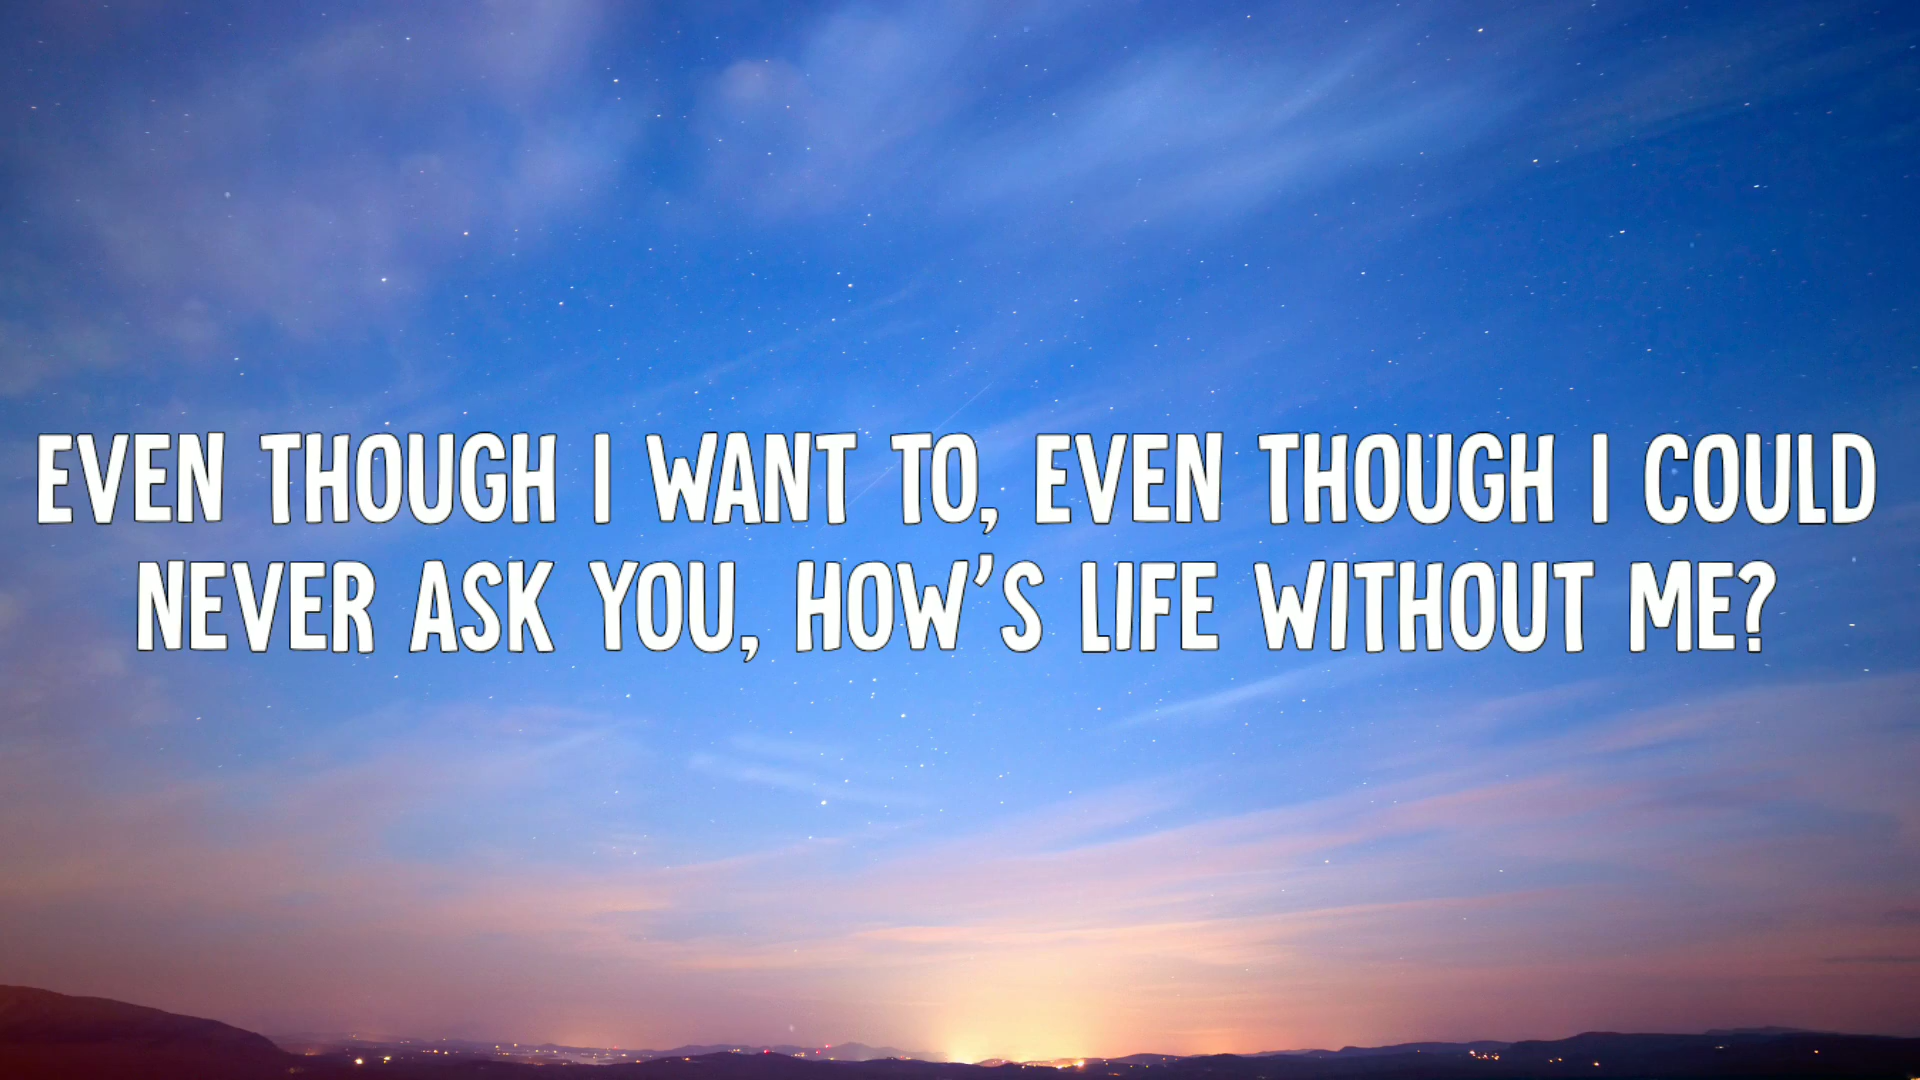 EVEN THOUGH I WANT TO, EVEN THOUGH I COULD
NEVER ASK YOU, HOW'S LIFE WITHOUT ME?